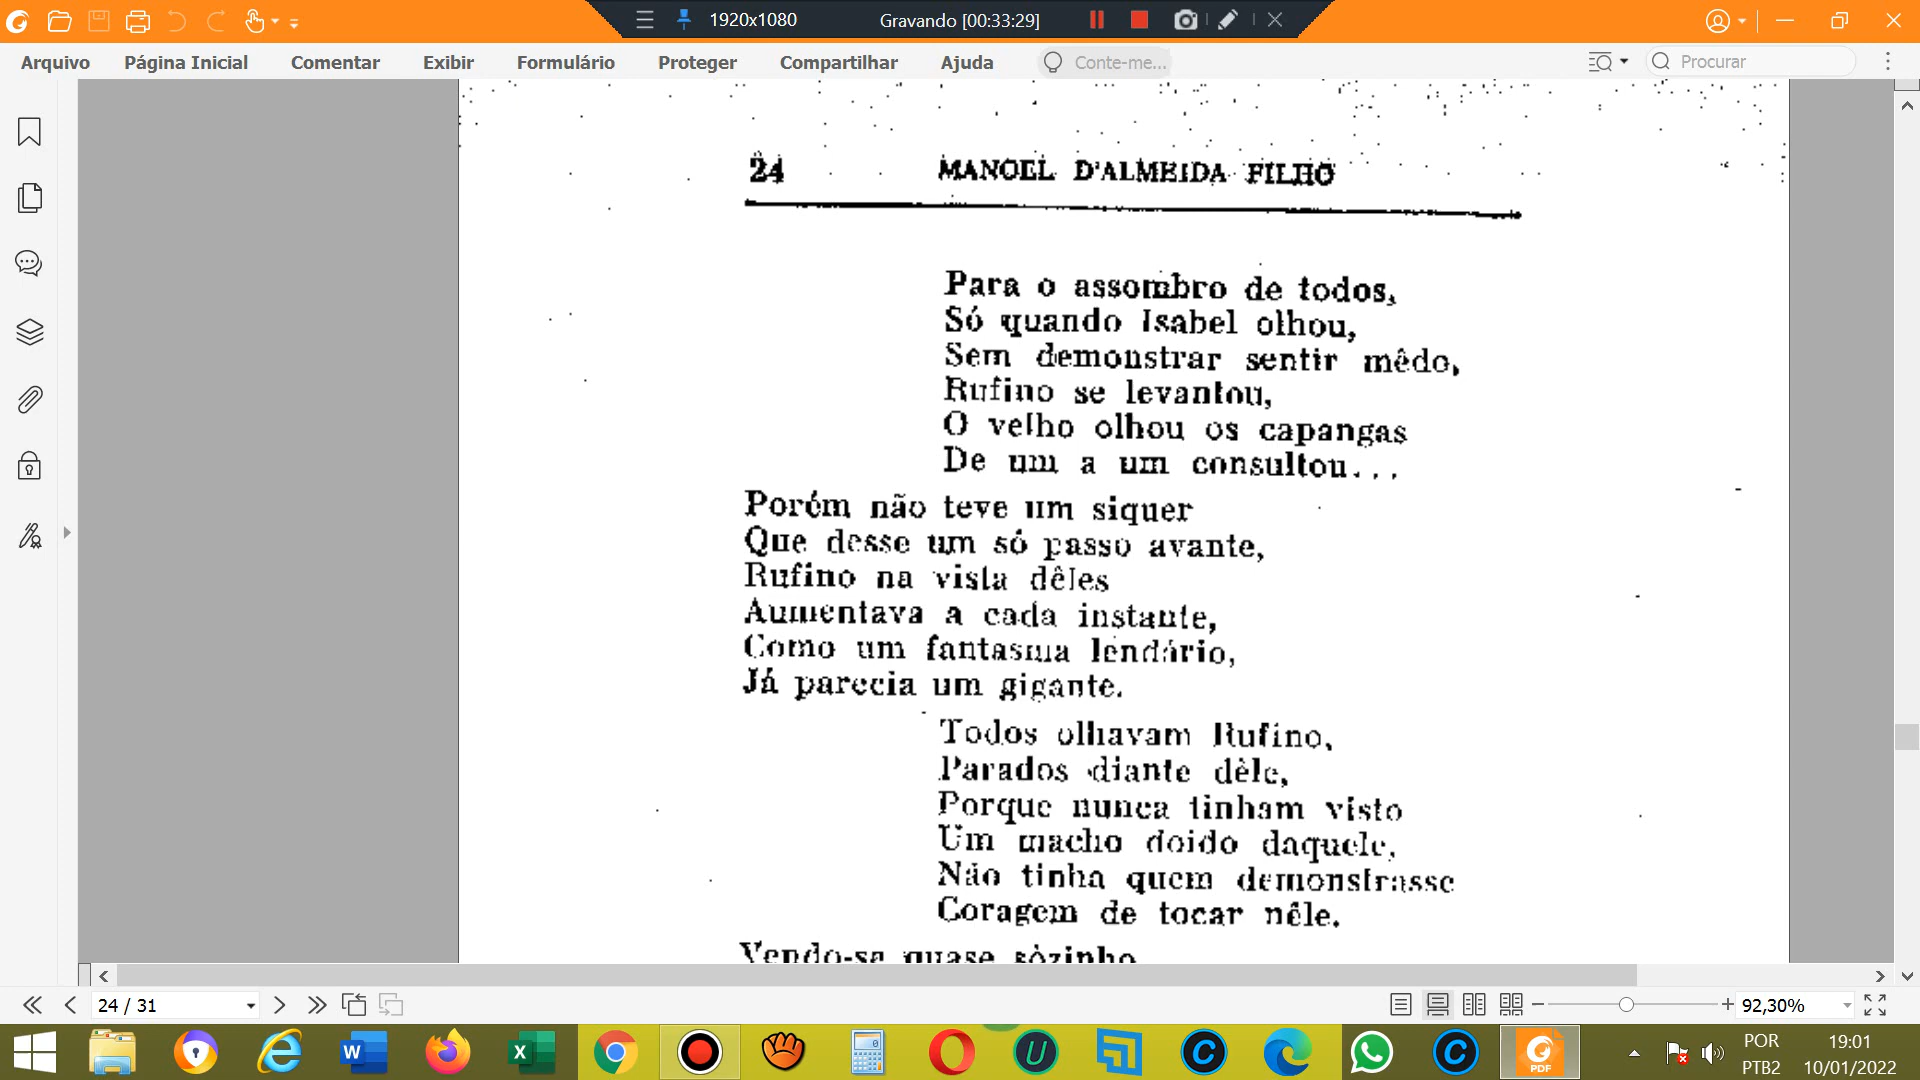 1920x1080
Gravando [00:33:29]
Arquivo
Página Inicial
Comentar
Exibir
Formulário
Proteger
Compartilhar
Ajuda
Conte-me...
Procurar
24 MANOEL D'ALMEIDA FILHO
Para o assombro de todos,
Só quando Isabel olhou,
Sem demonstrar sentir mêdo,
Rufino se levantou,
O velho olhou os capangas
De um a um consultou...
Porém não teve um siquer
Que desse um só passo avante,
Rufino na vista dêles
Aumentava a cada instante,
Como um fantasma lendário,
Já parecia um gigante.
Todos olhavam Rufino,
Parados diante dêle,
Porque nunca tinham visto
Um macho doido daquele,
Não tinha quem demonstrasse
Coragem de tocar nêle.
Vendo-se quase sòzinho
24 / 31
92,30%
POR
PTB2
19:01
10/01/2022
PDF